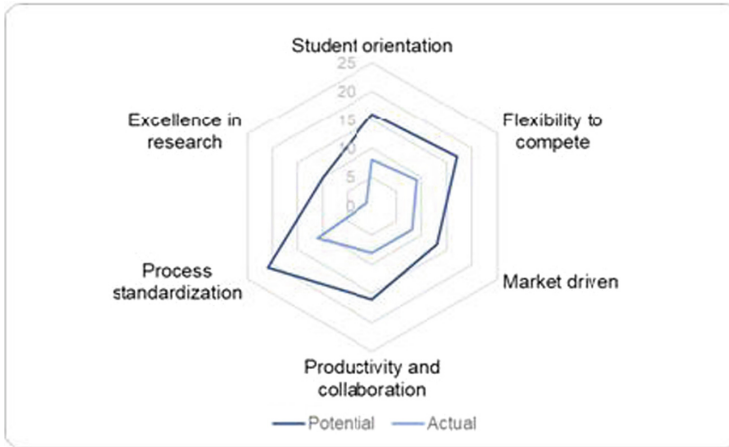 Student orientation
25
20
15
10
5
0
Flexibility to
compete
Market driven
Productivity and
collaboration
Process
standardization
Excellence in
research
Potential
Actual